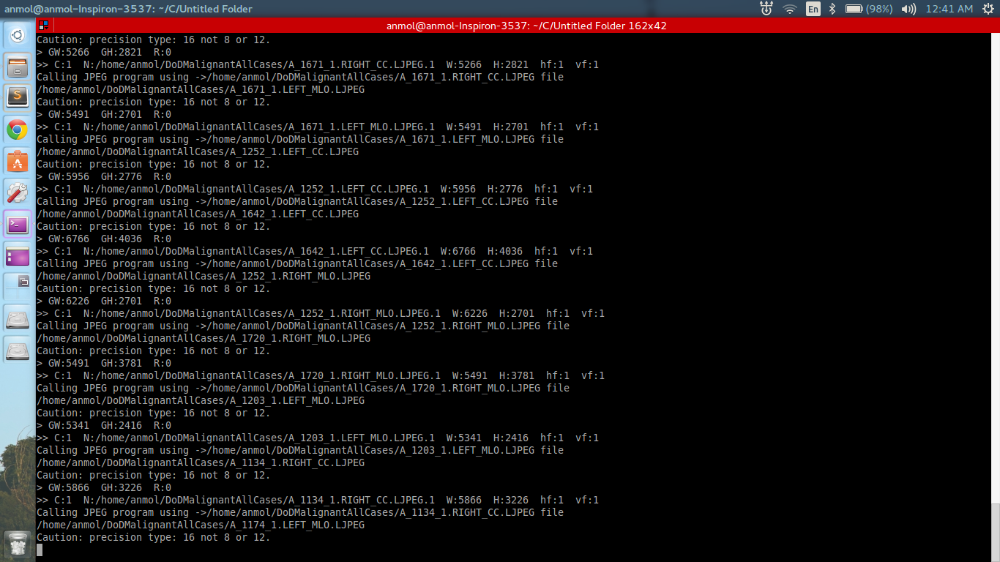 anmol@anmol-Inspiron-3537: ~/C/Untitled Folder
En
(98%)
12:41 AM
anmol@anmol-Inspiron-3537: ~/C/Untitled Folder 162x42
Caution: precision type: 16 not 8 or 12.
> GW:5266  GH:2821  R:0
>> C:1  N:/home/anmol/DoDMalignantAllCases/A_1671_1.RIGHT_CC.LJPEG.1  W:5266  H:2821  hf:1  vf:1
Calling JPEG program using ->/home/anmol/DoDMalignantAllCases/A_1671_1.RIGHT_CC.LJPEG file
/home/anmol/DoDMalignantAllCases/A_1671_1.LEFT_MLO.LJPEG
Caution: precision type: 16 not 8 or 12.
> GW:5491  GH:2701  R:0
>> C:1  N:/home/anmol/DoDMalignantAllCases/A_1671_1.LEFT_MLO.LJPEG.1  W:5491  H:2701  hf:1  vf:1
Calling JPEG program using ->/home/anmol/DoDMalignantAllCases/A_1671_1.LEFT_MLO.LJPEG file
/home/anmol/DoDMalignantAllCases/A_1252_1.LEFT_CC.LJPEG
Caution: precision type: 16 not 8 or 12.
> GW:5956  GH:2776  R:0
>> C:1  N:/home/anmol/DoDMalignantAllCases/A_1252_1.LEFT_CC.LJPEG.1  W:5956  H:2776  hf:1  vf:1
Calling JPEG program using ->/home/anmol/DoDMalignantAllCases/A_1252_1.LEFT_CC.LJPEG file
/home/anmol/DoDMalignantAllCases/A_1642_1.LEFT_CC.LJPEG
Caution: precision type: 16 not 8 or 12.
> GW:6766  GH:4036  R:0
>> C:1  N:/home/anmol/DoDMalignantAllCases/A_1642_1.LEFT_CC.LJPEG.1  W:6766  H:4036  hf:1  vf:1
Calling JPEG program using ->/home/anmol/DoDMalignantAllCases/A_1642_1.LEFT_CC.LJPEG file
/home/anmol/DoDMalignantAllCases/A_1252_1.RIGHT_MLO.LJPEG
Caution: precision type: 16 not 8 or 12.
> GW:6226  GH:2701  R:0
>> C:1  N:/home/anmol/DoDMalignantAllCases/A_1252_1.RIGHT_MLO.LJPEG.1  W:6226  H:2701  hf:1  vf:1
Calling JPEG program using ->/home/anmol/DoDMalignantAllCases/A_1252_1.RIGHT_MLO.LJPEG file
/home/anmol/DoDMalignantAllCases/A_1720_1.RIGHT_MLO.LJPEG
Caution: precision type: 16 not 8 or 12.
> GW:5491  GH:3781  R:0
>> C:1  N:/home/anmol/DoDMalignantAllCases/A_1720_1.RIGHT_MLO.LJPEG.1  W:5491  H:3781  hf:1  vf:1
Calling JPEG program using ->/home/anmol/DoDMalignantAllCases/A_1720_1.RIGHT_MLO.LJPEG file
/home/anmol/DoDMalignantAllCases/A_1203_1.LEFT_MLO.LJPEG
Caution: precision type: 16 not 8 or 12.
> GW:5341  GH:2416  R:0
>> C:1  N:/home/anmol/DoDMalignantAllCases/A_1203_1.LEFT_MLO.LJPEG.1  W:5341  H:2416  hf:1  vf:1
Calling JPEG program using ->/home/anmol/DoDMalignantAllCases/A_1203_1.LEFT_MLO.LJPEG file
/home/anmol/DoDMalignantAllCases/A_1134_1.RIGHT_CC.LJPEG
Caution: precision type: 16 not 8 or 12.
> GW:5866  GH:3226  R:0
>> C:1  N:/home/anmol/DoDMalignantAllCases/A_1134_1.RIGHT_CC.LJPEG.1  W:5866  H:3226  hf:1  vf:1
Calling JPEG program using ->/home/anmol/DoDMalignantAllCases/A_1134_1.RIGHT_CC.LJPEG file
/home/anmol/DoDMalignantAllCases/A_1174_1.LEFT_MLO.LJPEG
Caution: precision type: 16 not 8 or 12.